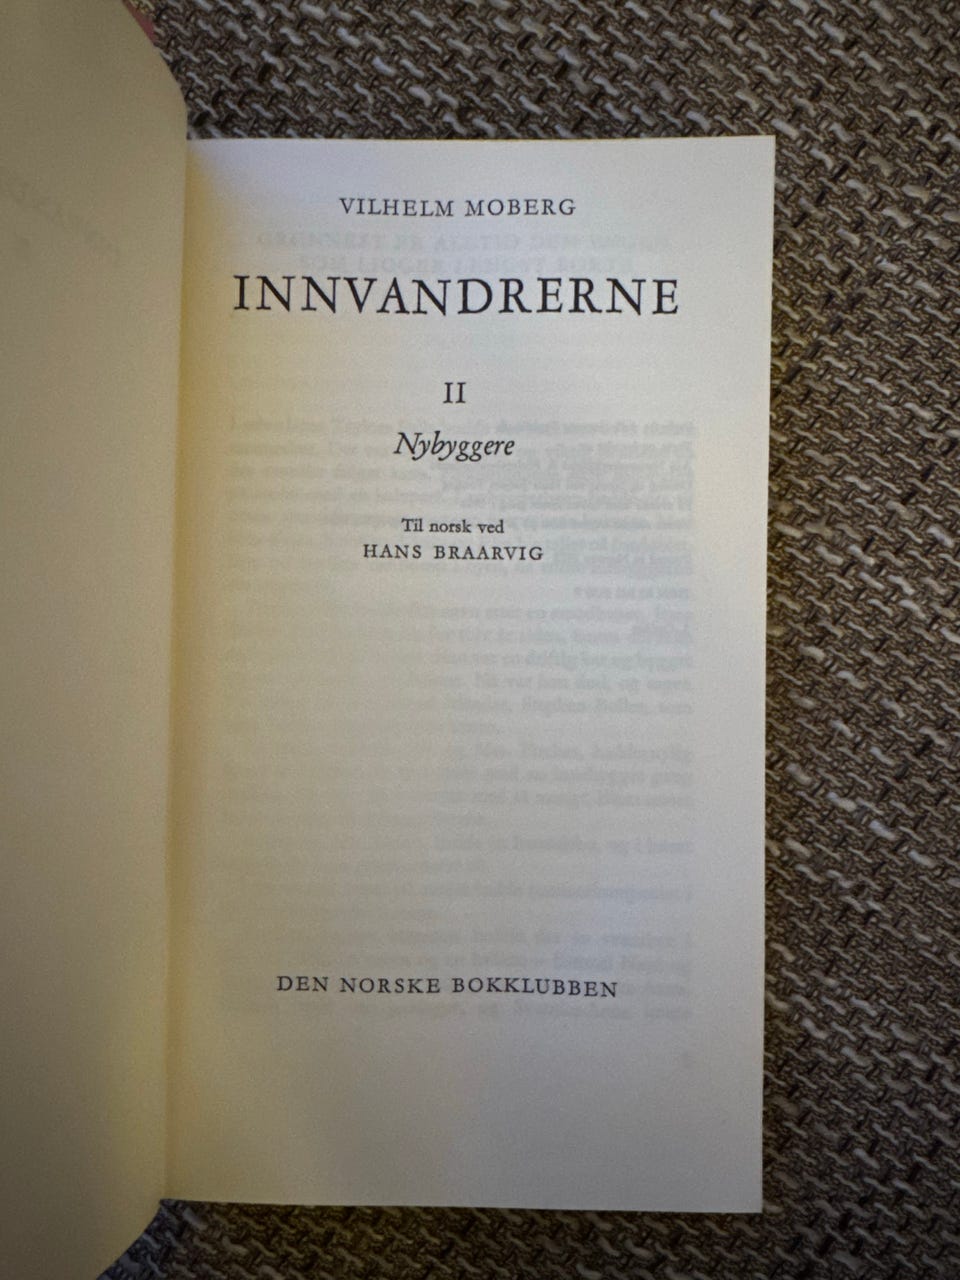 VILHELM MOBERG
INNVANDRERNE
II
Nybyggere
Til norsk ved
HANS BRAARVIG
DEN NORSKE BOKKLUBBEN